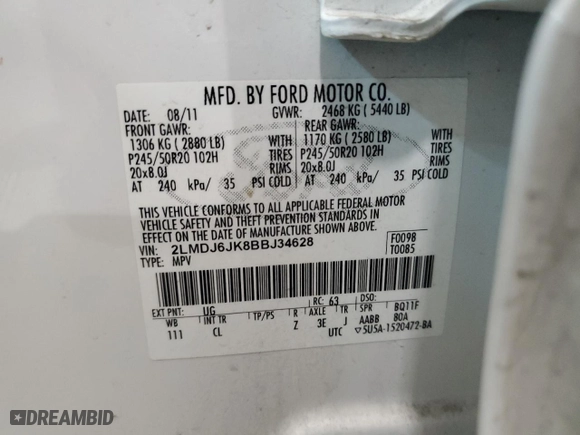 MFD. BY FORD MOTOR CO.
DATE: 08/11 GVWR: 2468 KG ( 5440 LB)
FRONT GAWR: REAR GAWR:
1306 KG ( 2880 LB) WITH 1170 KG ( 2580 LB) WITH
P245/50R20 102H TIRES P245/50R20 102H TIRES
20x8.0J RIMS 20x8.0J RIMS
AT 240 kPa/ 35 PSI COLD AT 240 kPa/ 35 PSI COLD
THIS VEHICLE CONFORMS TO ALL APPLICABLE FEDERAL MOTOR
VEHICLE SAFETY AND THEFT PREVENTION STANDARDS IN
EFFECT ON THE DATE OF MANUFACTURE SHOWN ABOVE.
VIN: 2LMDJ6JK8BBJ34628 F0098
TYPE: MPV T0085
EXT PNT: UG RC: 63 DSO:
WB INT TR TP/PS R AXLE TR SPR BQ11F
111 CL Z 3E J AABB 80A
UTC 5U5A-1520472-BA
DREAMBID